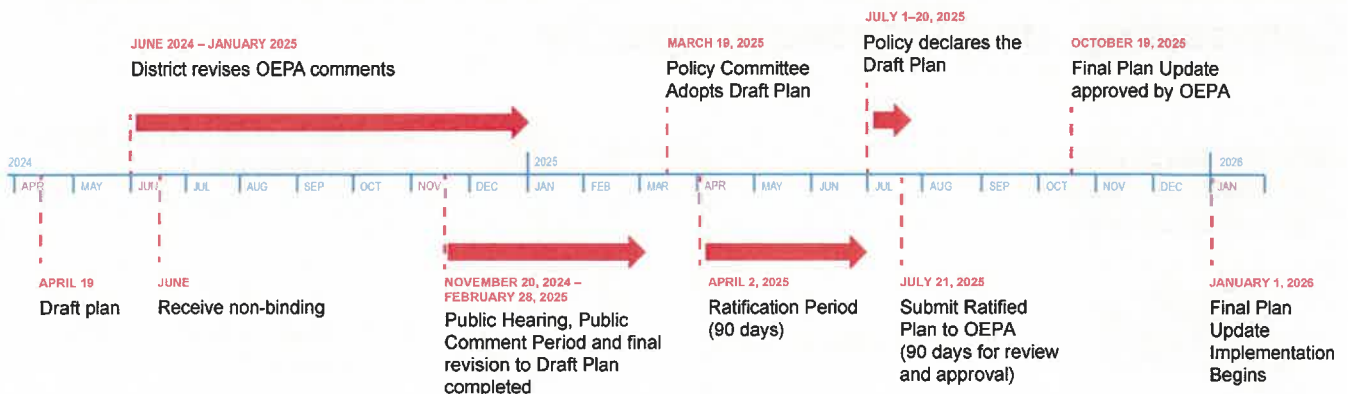 JUNE 2024 – JANUARY 2025
District revises OEPA comments
MARCH 19, 2025
Policy Committee
Adopts Draft Plan
JULY 1–20, 2025
Policy declares the
Draft Plan
OCTOBER 19, 2025
Final Plan Update
approved by OEPA
2024
2025
2026
APR
MAY
JUN
JUL
AUG
SEP
OCT
NOV
DEC
JAN
FEB
MAR
APR
MAY
JUN
JUL
AUG
SEP
OCT
NOV
DEC
JAN
APRIL 19
Draft plan
JUNE
Receive non-binding
NOVEMBER 20, 2024 –
FEBRUARY 28, 2025
Public Hearing, Public
Comment Period and final
revision to Draft Plan
completed
APRIL 2, 2025
Ratification Period
(90 days)
JULY 21, 2025
Submit Ratified
Plan to OEPA
(90 days for review
and approval)
JANUARY 1, 2026
Final Plan
Update
Implementation
Begins